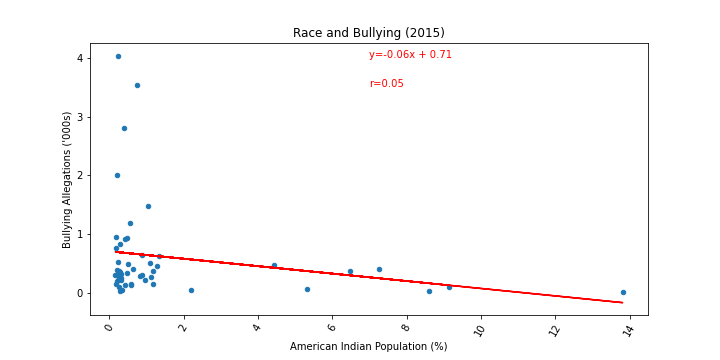 Race and Bullying (2015)
y=-0.06x + 0.71
r=0.05
Bullying Allegations ('000s)
4
3
2
1
0
0
2
4
6
8
10
12
14
American Indian Population (%)